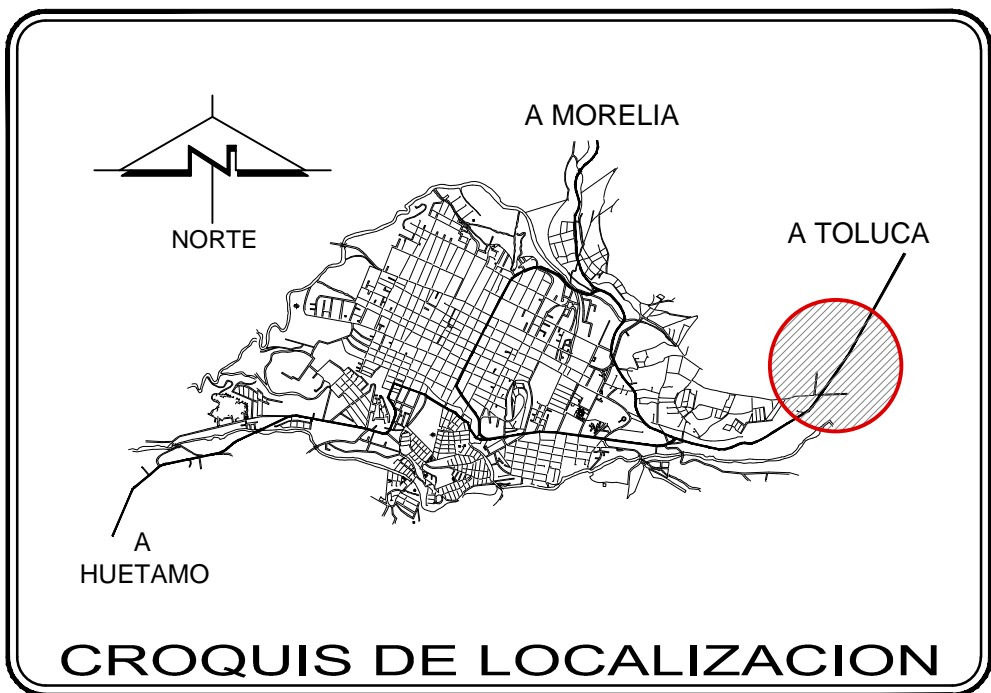 A MORELIA
A TOLUCA
N
NORTE
A
HUETAMO
CROQUIS DE LOCALIZACION